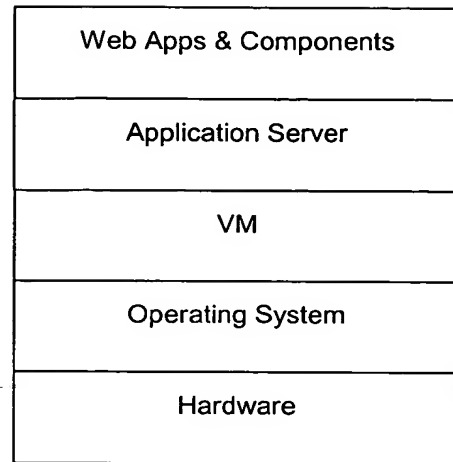 Web Apps & Components
Application Server
VM
Operating System
Hardware